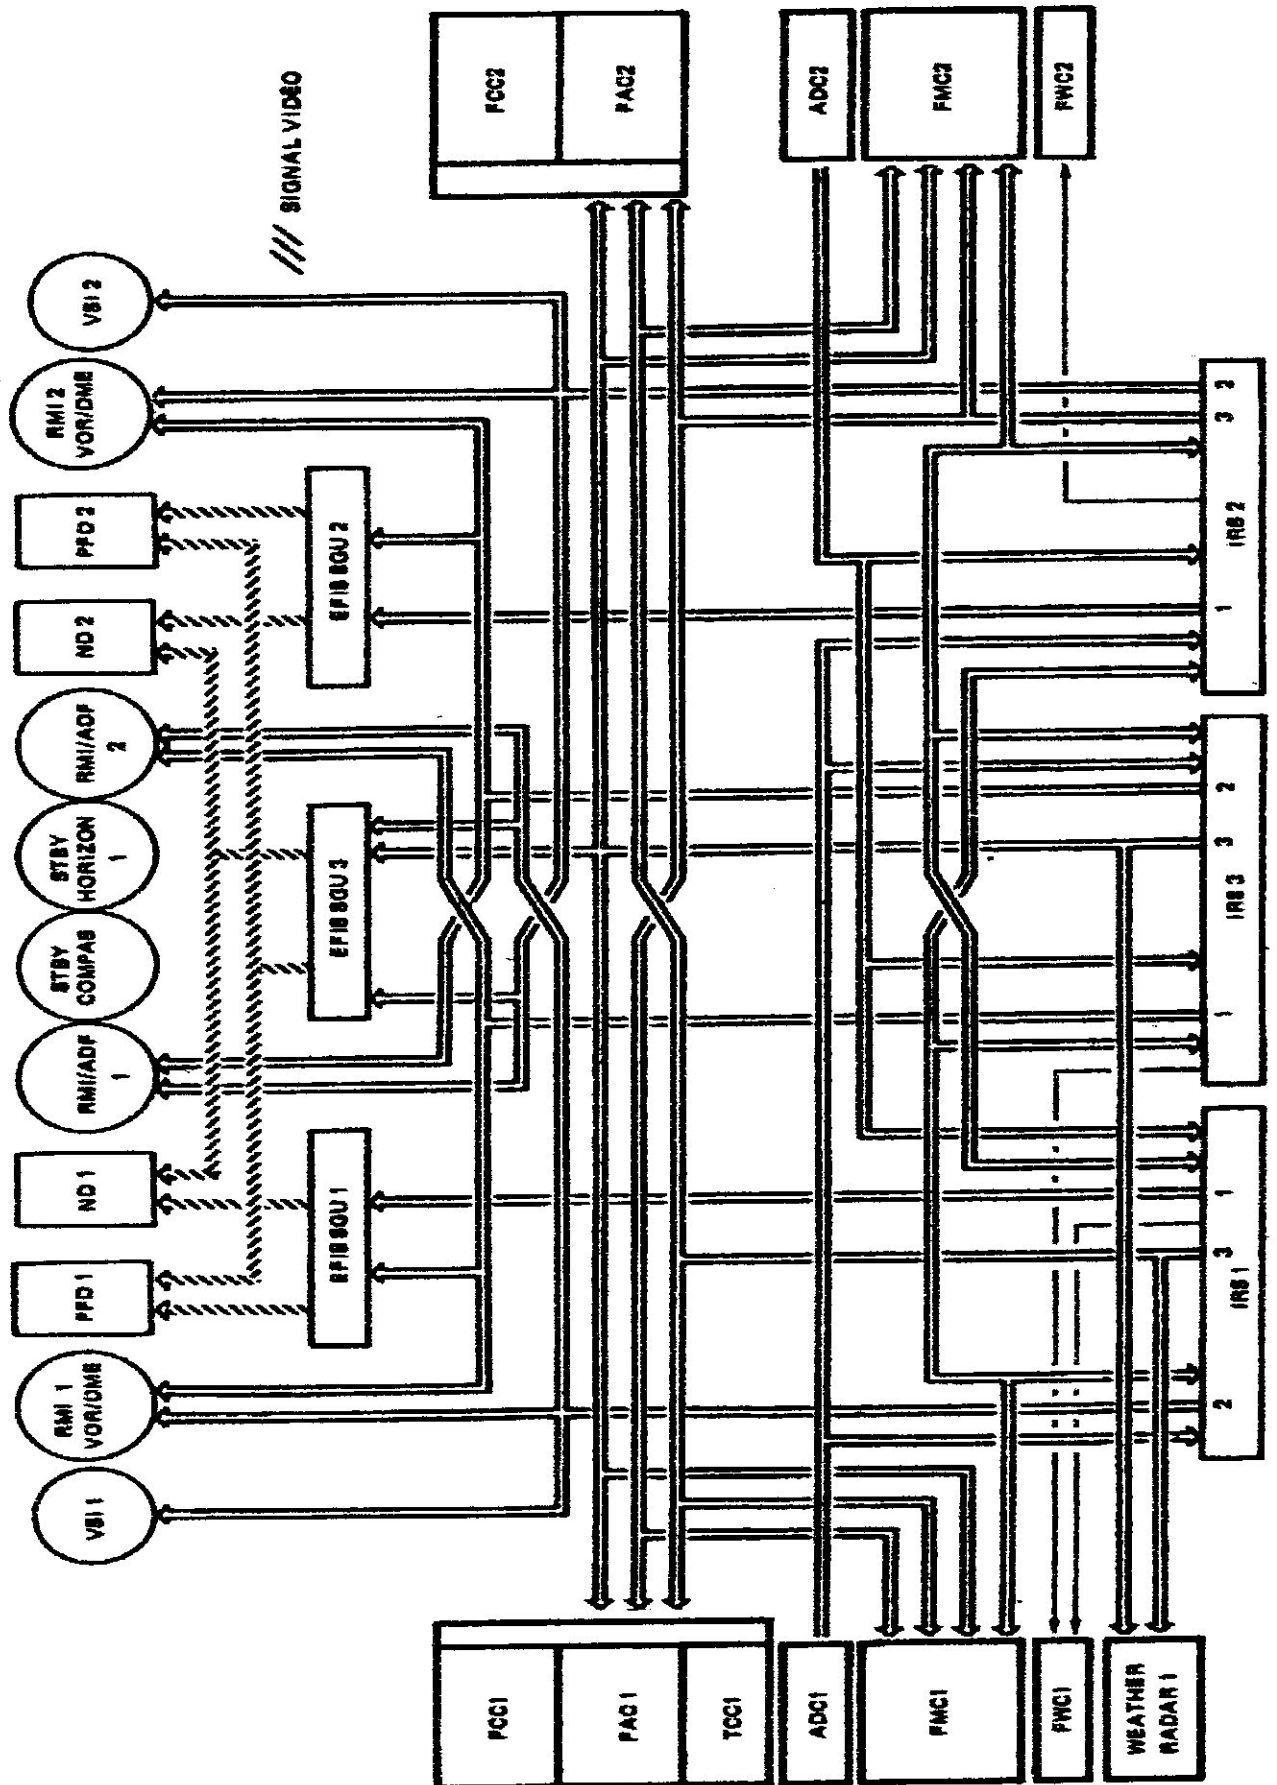 VSI 1
RMI 1
VOR/DME
PFD 1
ND 1
RMI/ADF
1
STBY
COMPAS
STBY
HORIZON
1
RMI/ADF
2
ND 2
PFD 2
RMI 2
VOR/DME
VSI 2
/// SIGNAL VIDEO
EFIS SGU 1
EFIS SGU 3
EFIS SGU 2
FCC1
FAC 1
TCC1
ADC1
FMC1
FWC1
WEATHER
RADAR 1
FCC2
FAC2
ADC2
FMC2
FWC2
2
3
1
IRS 1
1
3
2
IRS 3
1
3
2
IRS 2